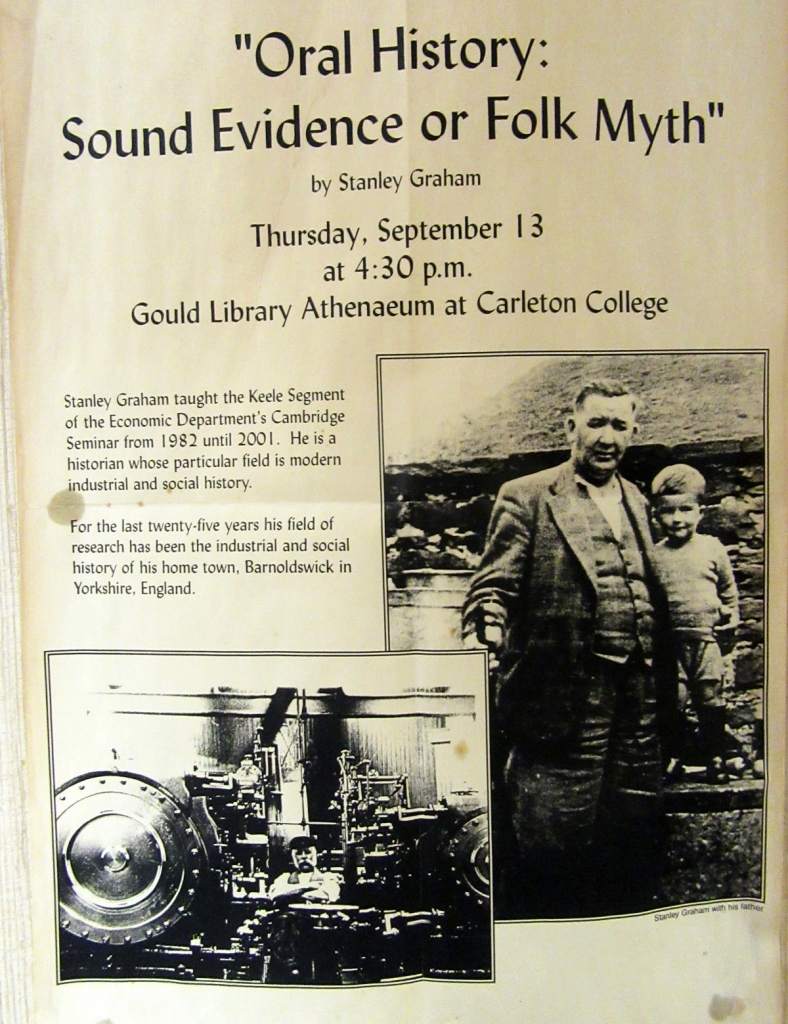 "Oral History:
Sound Evidence or Folk Myth"
by Stanley Graham
Thursday, September 13
at 4:30 p.m.
Gould Library Athenaeum at Carleton College
Stanley Graham taught the Keele Segment
of the Economic Department's Cambridge
Seminar from 1982 until 2001. He is a
historian whose particular field is modern
industrial and social history.
For the last twenty-five years his field of
research has been the industrial and social
history of his home town, Barnoldswick in
Yorkshire, England.
Stanley Graham with his father